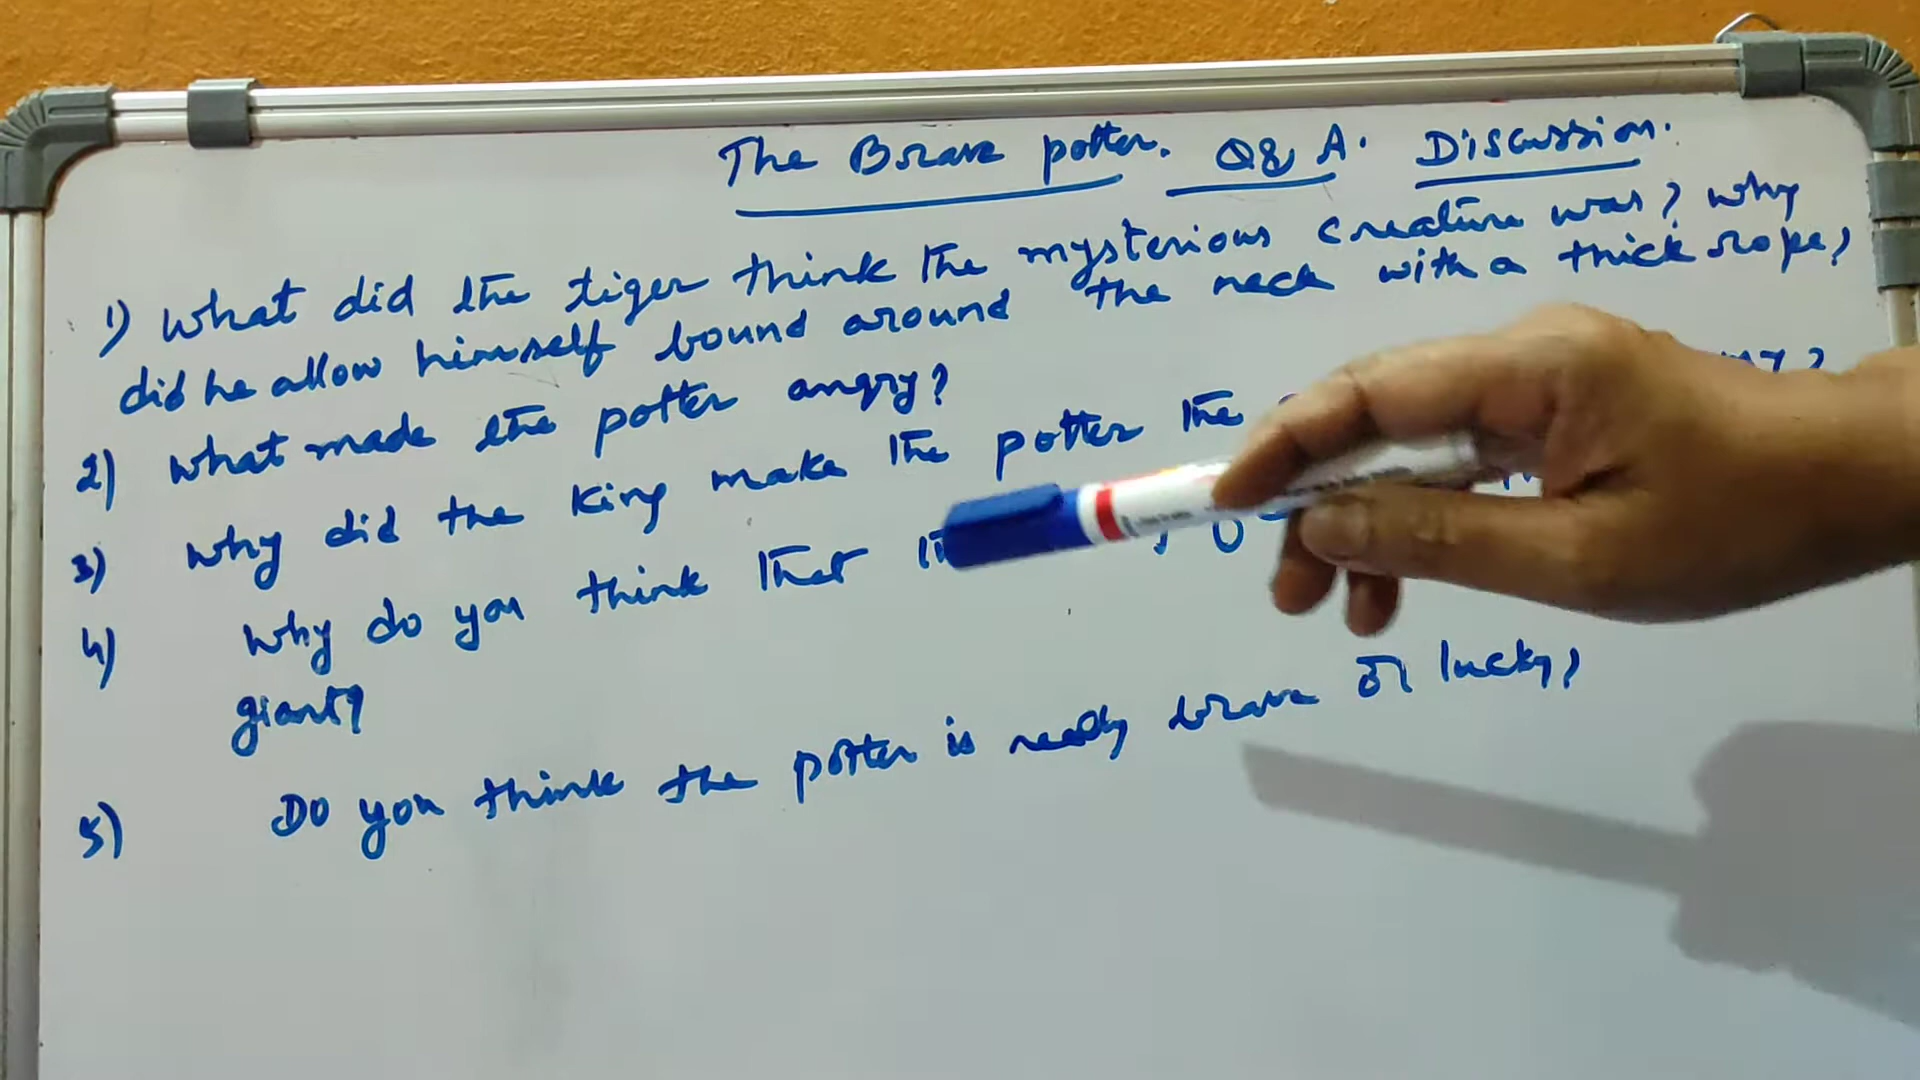 The Brave potter. Q & A. Discussion.
1) What did the tiger think the mysterious creature was? why
did he allow himself bound around the neck with a thick rope?
2) What made the potter angry?
3) Why did the King make the potter the
4) Why do you think that
giant?
5) Do you think the potter is really brave or lucky?